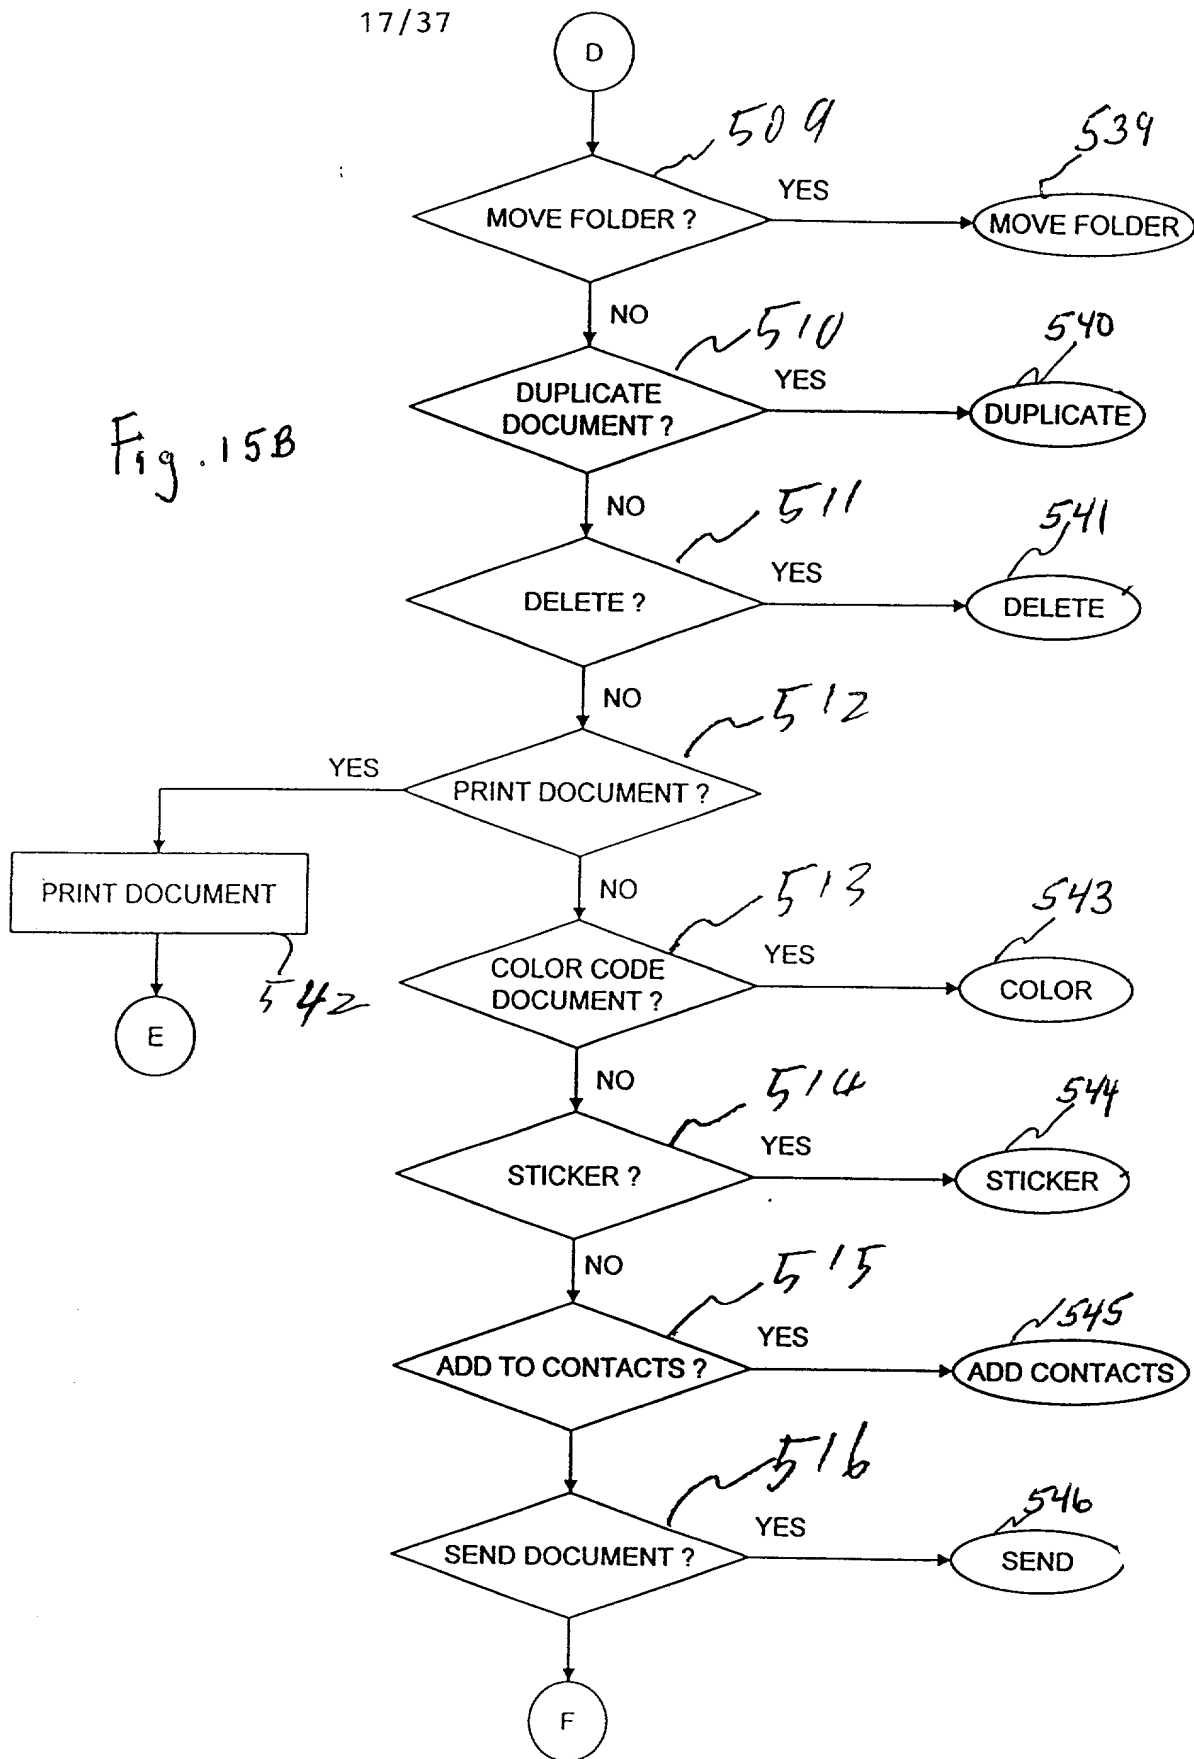 17/37
D
509
539
MOVE FOLDER ?
YES
MOVE FOLDER
NO
510
540
DUPLICATE
DOCUMENT ?
YES
DUPLICATE
Fig. 15B
NO
511
541
DELETE ?
YES
DELETE
NO
512
YES
PRINT DOCUMENT ?
PRINT DOCUMENT
542
E
NO
513
543
COLOR CODE
DOCUMENT ?
YES
COLOR
NO
514
544
STICKER ?
YES
STICKER
NO
515
545
ADD TO CONTACTS ?
YES
ADD CONTACTS
516
546
SEND DOCUMENT ?
YES
SEND
F